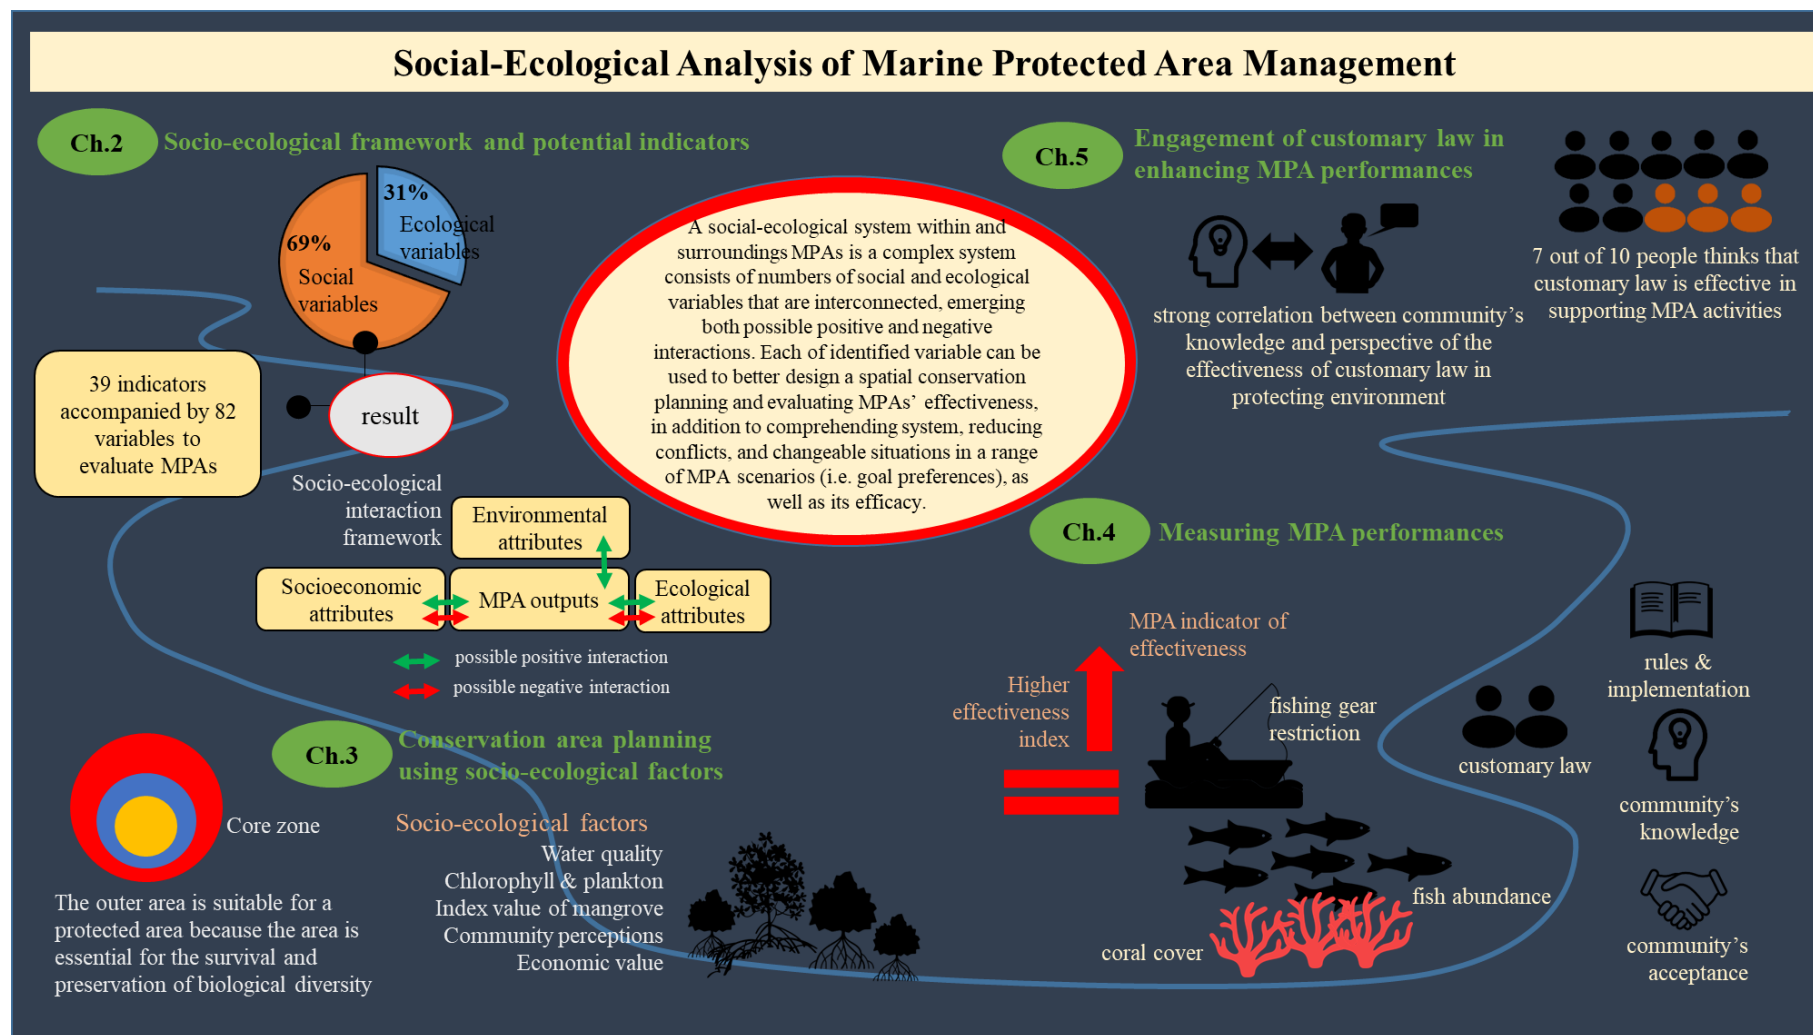 Social-Ecological Analysis of Marine Protected Area Management
Ch.2
Socio-ecological framework and potential indicators
31%
Ecological
variables
69%
Social
variables
39 indicators
accompanied by 82
variables to
evaluate MPAs
result
Socio-ecological
interaction
framework
Environmental
attributes
Socioeconomic
attributes
MPA outputs
Ecological
attributes
possible positive interaction
possible negative interaction
A social-ecological system within and
surroundings MPAs is a complex system
consists of numbers of social and ecological
variables that are interconnected, emerging
both possible positive and negative
interactions. Each of identified variable can be
used to better design a spatial conservation
planning and evaluating MPAs’ effectiveness,
in addition to comprehending system, reducing
conflicts, and changeable situations in a range
of MPA scenarios (i.e. goal preferences), as
well as its efficacy.
Ch.3
Conservation area planning
using socio-ecological factors
Core zone
The outer area is suitable for a
protected area because the area is
essential for the survival and
preservation of biological diversity
Socio-ecological factors
Water quality
Chlorophyll & plankton
Index value of mangrove
Community perceptions
Economic value
Ch.4
Measuring MPA performances
MPA indicator of
effectiveness
Higher
effectiveness
index
fishing gear
restriction
fish abundance
coral cover
rules &
implementation
customary law
community’s
knowledge
community’s
acceptance
Ch.5
Engagement of customary law in
enhancing MPA performances
strong correlation between community’s
knowledge and perspective of the
effectiveness of customary law in
protecting environment
7 out of 10 people thinks that
customary law is effective in
supporting MPA activities